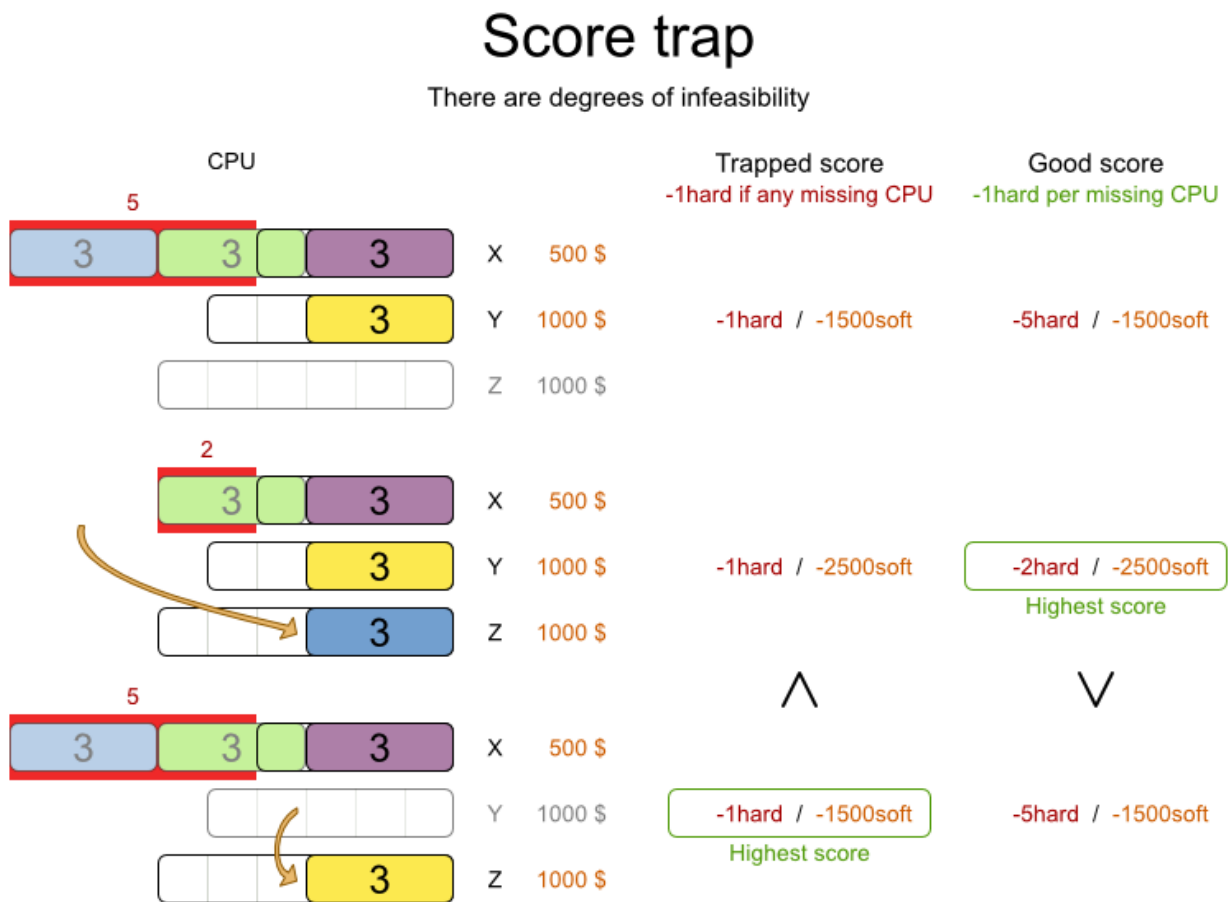 Score trap
There are degrees of infeasibility
CPU Trapped score Good score
-1hard if any missing CPU -1hard per missing CPU
5
3 3 3 X 500 $
3 Y 1000 $ -1hard / -1500soft -5hard / -1500soft
Z 1000 $
2
3 3 X 500 $
3 Y 1000 $ -1hard / -2500soft -2hard / -2500soft
Highest score
3 Z 1000 $
5
3 3 3 X 500 $
Y 1000 $ -1hard / -1500soft -5hard / -1500soft
Highest score
3 Z 1000 $